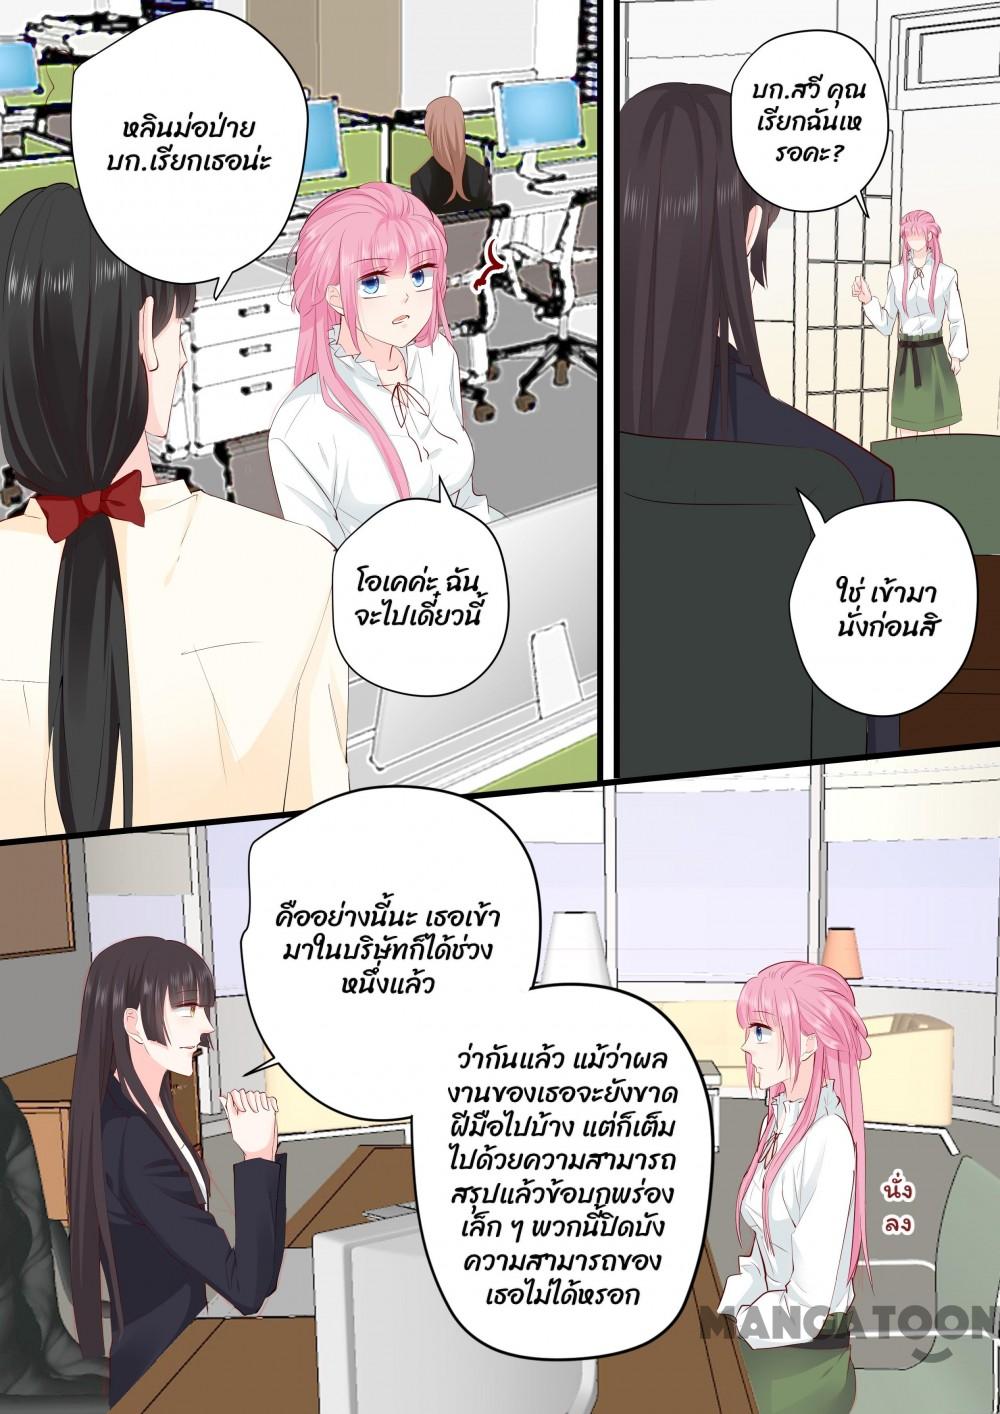 หลินม่อป่าย
บก.เรียกเธอน่ะ
โอเคค่ะ ฉัน
จะไปเดี๋ยวนี้
บก.สวี คุณ
เรียกฉันเห
รอคะ?
ใช่ เข้ามา
นั่งก่อนสิ
คืออย่างนี้นะ เธอเข้า
มาในบริษัทก็ได้ช่วง
หนึ่งแล้ว
ว่ากันแล้ว แม้ว่าผล
งานของเธอจะยังขาด
ฝีมือไปบ้าง แต่ก็เต็ม
ไปด้วยความสามารถ
สรุปแล้วข้อบกพร่อง
เล็ก ๆ พวกนี้ปิดบัง
ความสามารถของ
เธอไม่ได้หรอก
นั่ง
ลง
MANGATOON